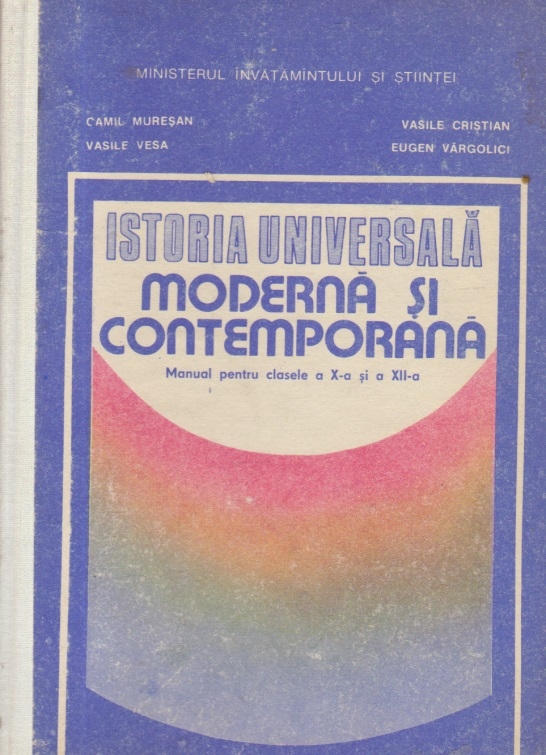 MINISTERUL ÎNVĂŢĂMÎNTULUI ŞI ŞTIINŢEI
CAMIL MUREŞAN
VASILE VESA
VASILE CRISTIAN
EUGEN VÂRGOLICI
ISTORIA UNIVERSALĂ
MODERNĂ ŞI
CONTEMPORANĂ
Manual pentru clasele a X-a şi a XII-a